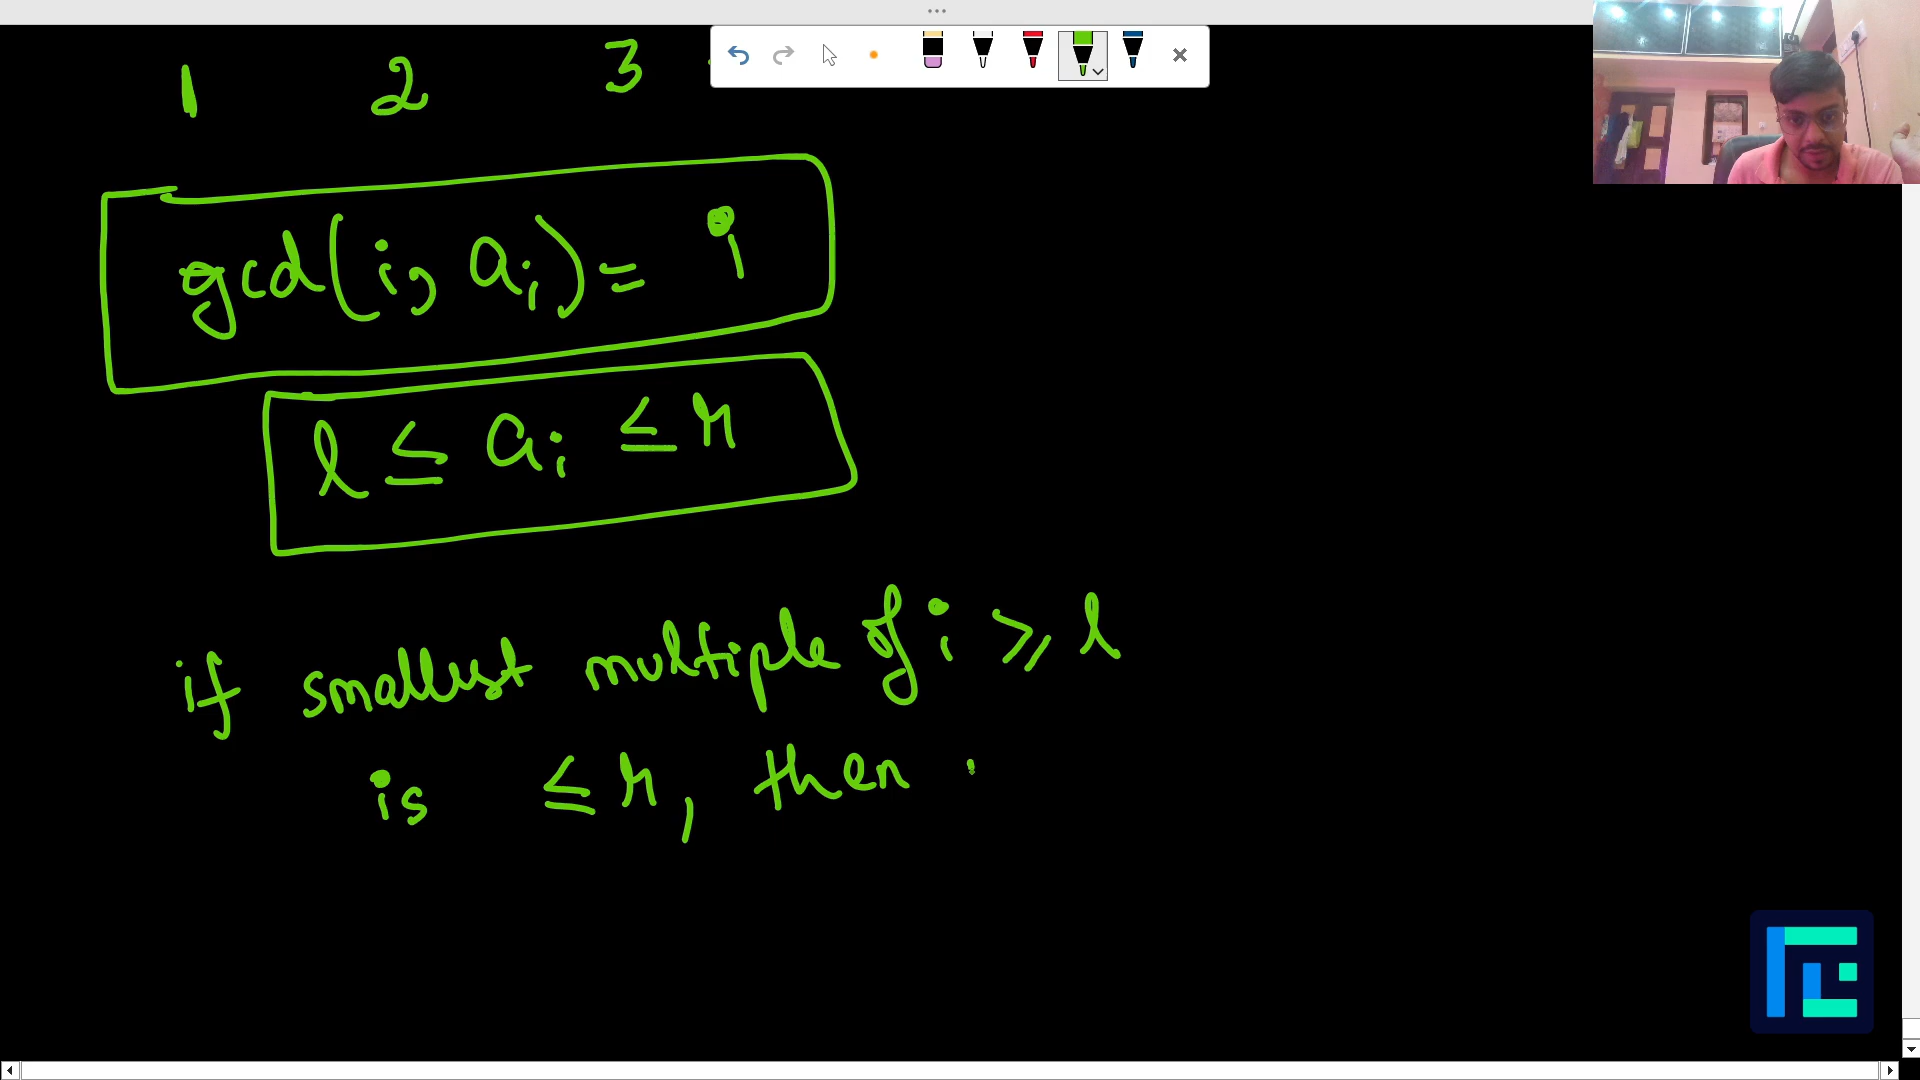 1 2 3
gcd(i, aᵢ) = i
l ≤ aᵢ ≤ r
if smallest multiple of i ≥ l
is ≤ r, then